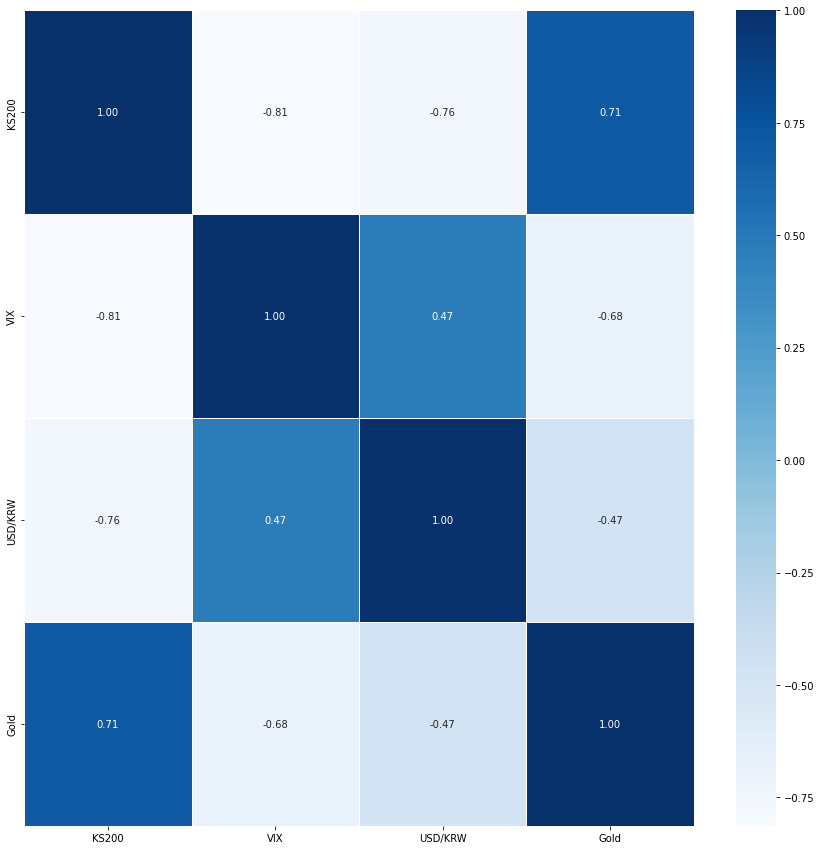 KS200 1.00 -0.81 -0.76 0.71
VIX -0.81 1.00 0.47 -0.68
USD/KRW -0.76 0.47 1.00 -0.47
Gold 0.71 -0.68 -0.47 1.00
KS200 VIX USD/KRW Gold
1.00
0.75
0.50
0.25
0.00
−0.25
−0.50
−0.75